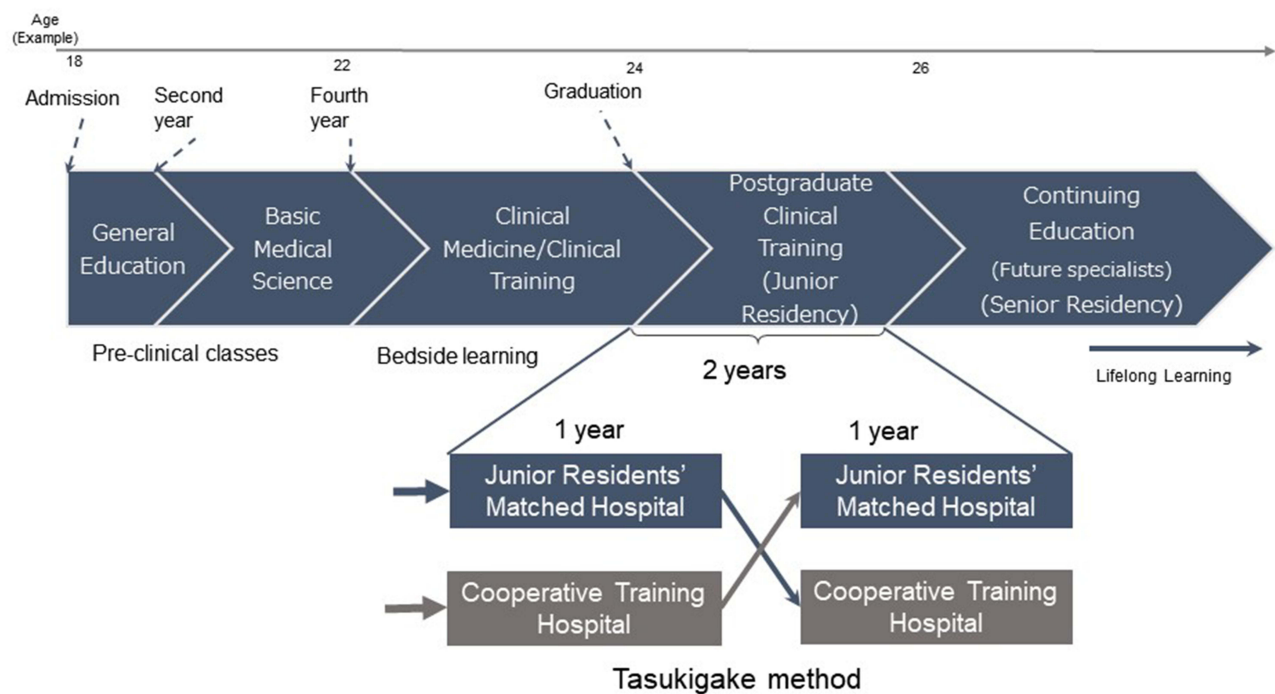 Age
(Example)
18
22
24
26
Admission
Second
year
Fourth
year
Graduation
General
Education
Basic
Medical
Science
Clinical
Medicine/Clinical
Training
Postgraduate
Clinical
Training
(Junior
Residency)
Continuing
Education
(Future specialists)
(Senior Residency)
Pre-clinical classes
Bedside learning
2 years
Lifelong Learning
1 year
1 year
Junior Residents’
Matched Hospital
Junior Residents’
Matched Hospital
Cooperative Training
Hospital
Cooperative Training
Hospital
Tasukigake method